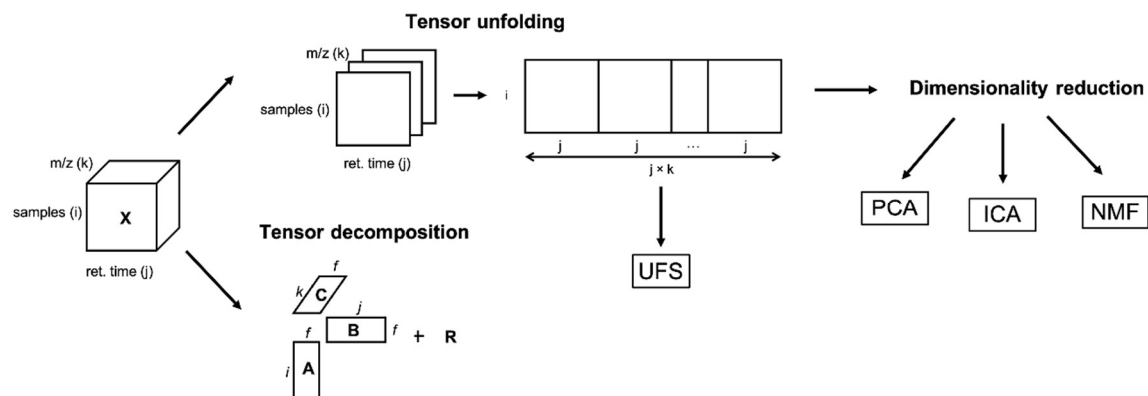 Tensor unfolding
m/z (k)
samples (i)
ret. time (j)
i
j j ... j
j × k
UFS
Dimensionality reduction
PCA ICA NMF
m/z (k)
samples (i)
X
ret. time (j)
Tensor decomposition
f
k C
j
B f
+ R
f
i A